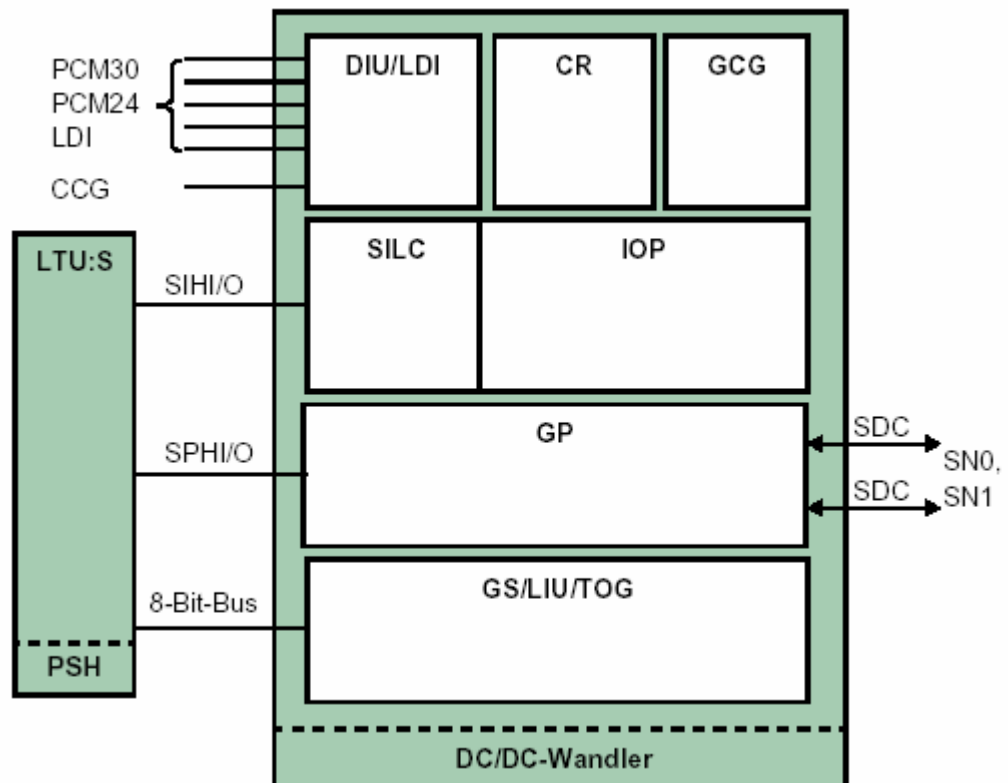 PCM30
PCM24
LDI
CCG
DIU/LDI
CR
GCG
LTU:S
SIHI/O
SILC
IOP
SPHI/O
GP
SDC
SN0,
SDC
SN1
8-Bit-Bus
GS/LIU/TOG
PSH
DC/DC-Wandler